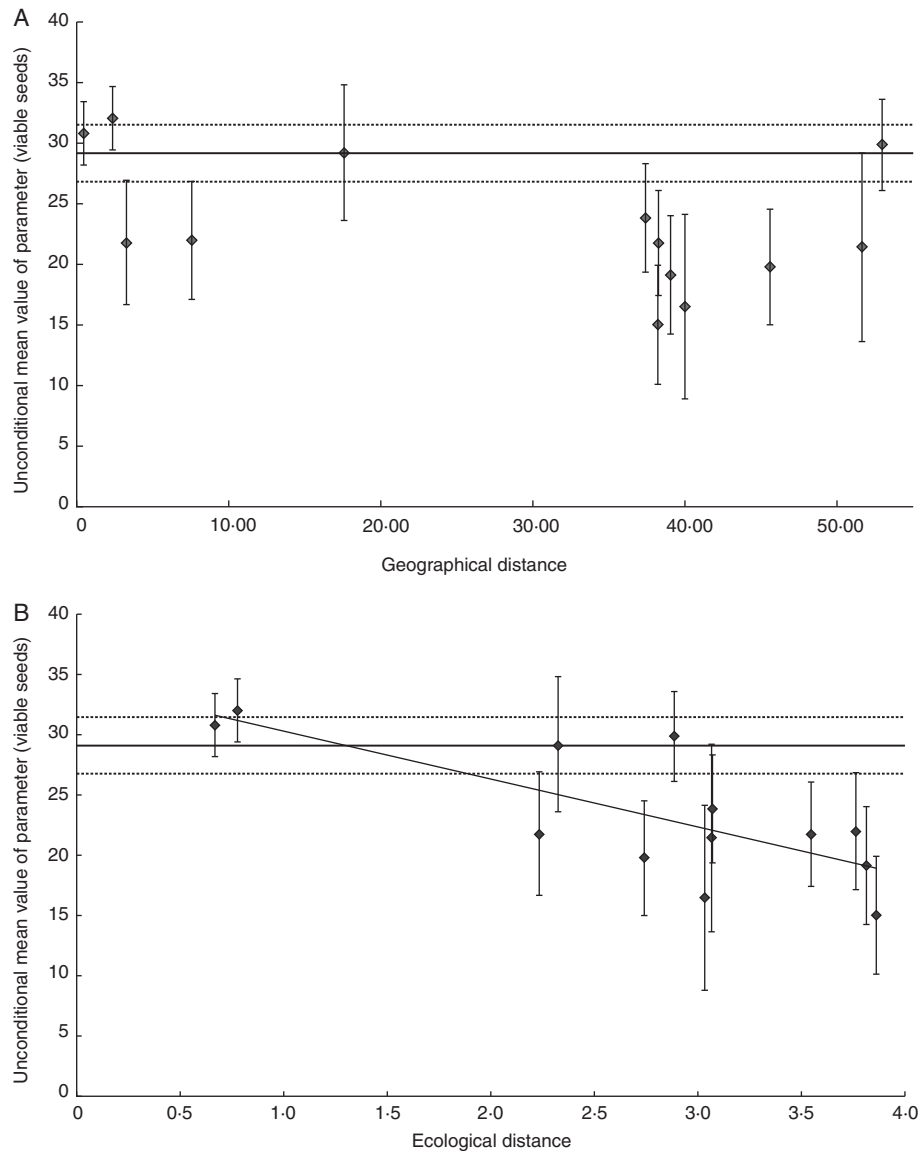 A
Unconditional mean value of parameter (viable seeds)
40
35
30
25
20
15
10
5
0
0 10·00 20·00 30·00 40·00 50·00
Geographical distance
B
Unconditional mean value of parameter (viable seeds)
40
35
30
25
20
15
10
5
0
0 0·5 1·0 1·5 2·0 2·5 3·0 3·5 4·0
Ecological distance